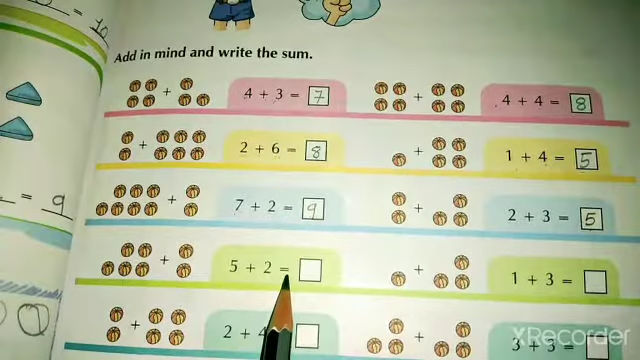 = 10
Add in mind and write the sum.
+ 4 + 3 = 7 + 4 + 4 = 8
+ 2 + 6 = 8 + 1 + 4 = 5
= 9
+ 7 + 2 = 9 + 2 + 3 = 5
+ 5 + 2 = + 1 + 3 =
+ 2 + 4 + 3 + 3 =
XRecorder